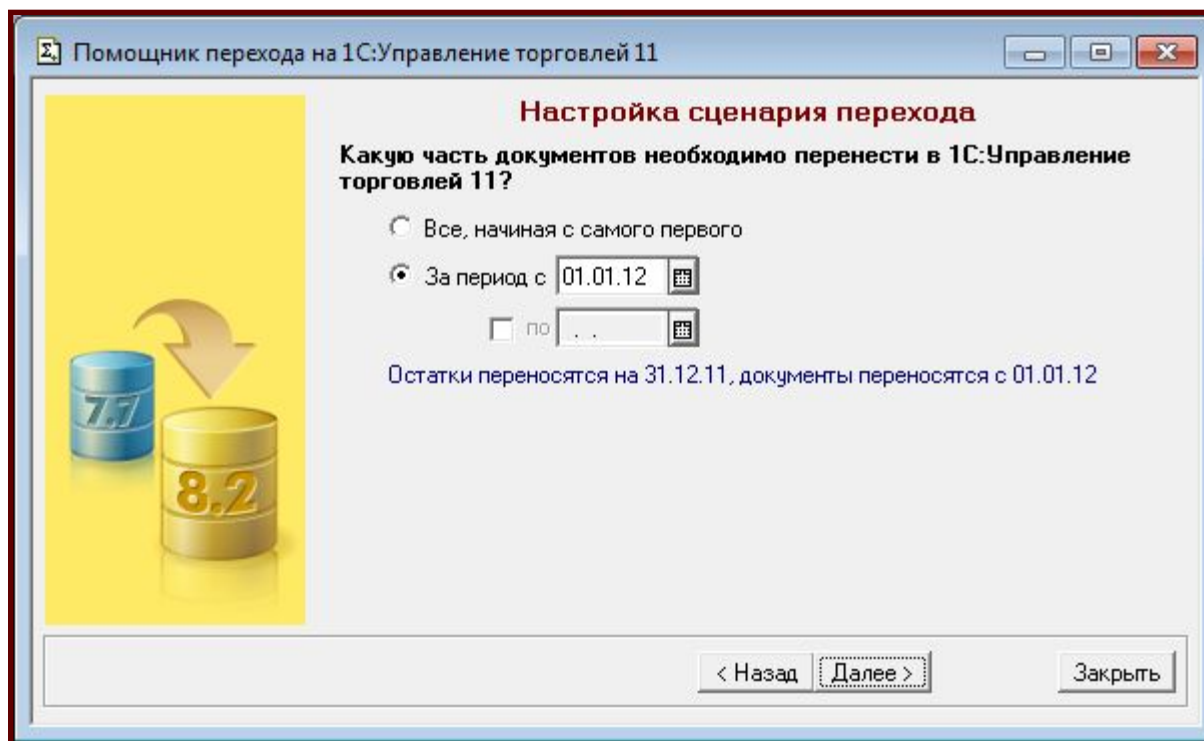 Помощник перехода на 1С:Управление торговлей 11
Настройка сценария перехода
Какую часть документов необходимо перенести в 1С:Управление
торговлей 11?
Все, начиная с самого первого
За период с 01.01.12
по . .
Остатки переносятся на 31.12.11, документы переносятся с 01.01.12
7.7
8.2
< Назад Далее > Закрыть